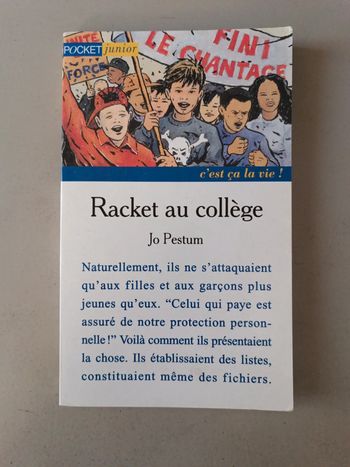 POCKET junior
FINI
LE CHANTAGE
FORCE
c'est ça la vie !
Racket au collège
Jo Pestum
Naturellement, ils ne s'attaquaient
qu'aux filles et aux garçons plus
jeunes qu'eux. "Celui qui paye est
assuré de notre protection person-
nelle !" Voilà comment ils présentaient
la chose. Ils établissaient des listes,
constituaient même des fichiers.